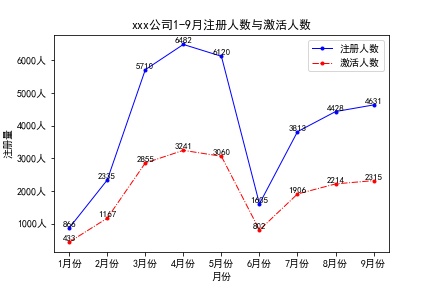 xxx公司1-9月注册人数与激活人数
注册人数
激活人数
注册量
6000人
5000人
4000人
3000人
2000人
1000人
866
2335
5710
6482
6120
3813
4428
4631
433
1167
2855
3241
3060
802
1906
2214
2315
1月份 2月份 3月份 4月份 5月份 6月份 7月份 8月份 9月份
月份